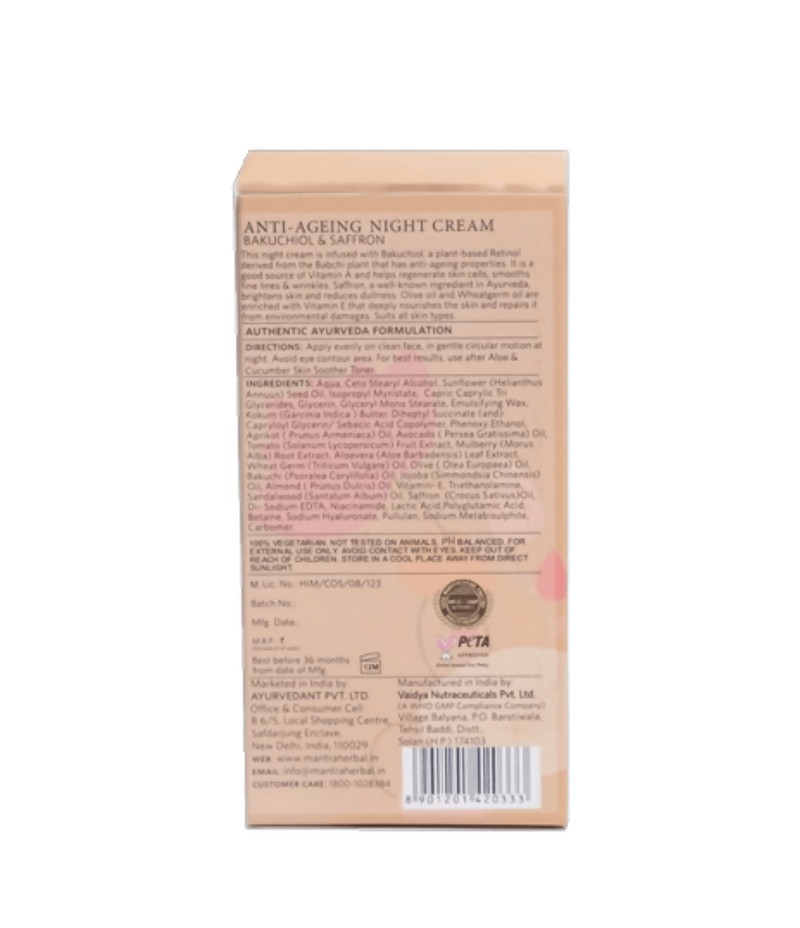 ANTI-AGEING NIGHT CREAM
BAKUCHIOL & SAFFRON
This night cream is infused with Bakuchiol, a plant-based Retinol
derived from the Babchi plant that has anti-ageing properties. It is a
good source of Vitamin A and helps regenerate skin cells, smooths
fine lines & wrinkles. Saffron, a well-known ingredient in Ayurveda,
brightens skin and reduces dullness. Olive oil and Wheatgerm oil are
enriched with Vitamin E that deeply nourishes the skin and repairs it
from environmental damages. Suits all skin types.
AUTHENTIC AYURVEDA FORMULATION
DIRECTIONS: Apply evenly on clean face, in gentle circular motion at
night. Avoid eye contour area. For best results, use after Aloe &
Cucumber Skin Soother Toner.
INGREDIENTS: Aqua, Ceto Stearyl Alcohol, Sunflower (Helianthus
Annuus) Seed Oil, Isopropyl Myristate, Capric Caprylic Tri
Glycerides, Glycerin, Glyceryl Mono Stearate, Emulsifying Wax,
Kokum (Garcinia Indica ) Butter, Diheptyl Succinate (and)
Capryloyl Glycerin/ Sebacic Acid Copolymer, Phenoxy Ethanol,
Apricot ( Prunus Armeniaca) Oil, Avocado ( Persea Gratissima) Oil,
Tomato (Solanum Lycopersicum) Fruit Extract, Mulberry (Morus
Alba) Root Extract, Aloevera (Aloe Barbadensis) Leaf Extract,
Wheat Germ (Triticum Vulgare) Oil, Olive ( Olea Europaea) Oil,
Bakuchi (Psoralea Corylifolia) Oil, Jojoba (Simmondsia Chinensis)
Oil, Almond ( Prunus Dulcis) Oil, Vitamin- E, Triethanolamine,
Sandalwood (Santalum Album) Oil, Saffron (Crocus Sativus)Oil,
Di- Sodium EDTA, Niacinamide, Lactic Acid,Polyglutamic Acid,
Betaine, Sodium Hyaluronate, Pullulan, Sodium Metabisulphite,
Carbomer.
100% VEGETARIAN. NOT TESTED ON ANIMALS. PH BALANCED. FOR
EXTERNAL USE ONLY. AVOID CONTACT WITH EYES. KEEP OUT OF
REACH OF CHILDREN. STORE IN A COOL PLACE AWAY FROM DIRECT
SUNLIGHT.
M. Lic. No.: HIM/COS/08/123
Batch No.:
Mfg. Date.:
M.R.P. ₹
PETA
APPROVED
Best before 36 months
from date of Mfg.
12M
Marketed in India by:
AYURVEDANT PVT. LTD.
Office & Consumer Cell:
B 6/5, Local Shopping Centre,
Safdarjung Enclave,
New Delhi, India, 110029
WEB: www.mantraherbal.in
EMAIL: info@mantraherbal.in
CUSTOMER CARE: 1800-1028384
Manufactured in India by:
Vaidya Nutraceuticals Pvt. Ltd.
(A WHO GMP Compliance Company)
Village Balyana, P.O. Barotiwala,
Tehsil Baddi, Distt.,
Solan (H.P.) 174103
8 901201 420333